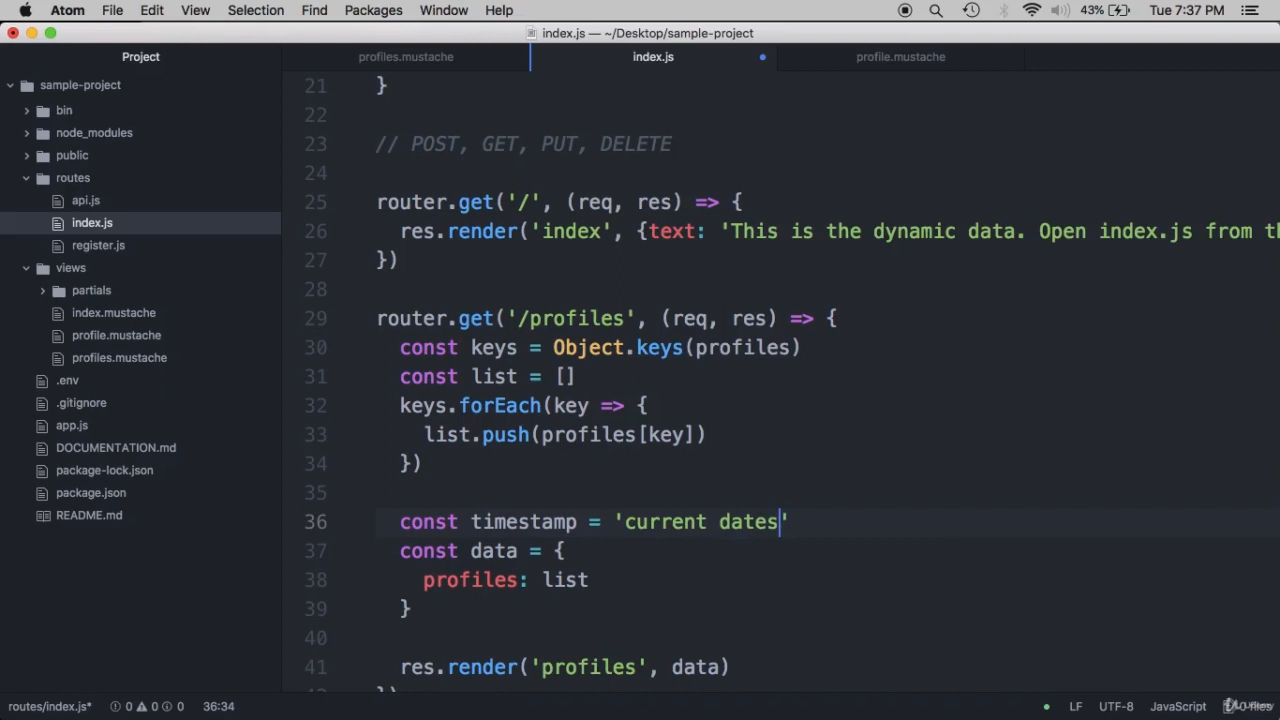 Atom File Edit View Selection Find Packages Window Help 43% Tue 7:37 PM
index.js — ~/Desktop/sample-project
Project
profiles.mustache index.js profile.mustache
sample-project
bin
node_modules
public
routes
api.js
index.js
register.js
views
partials
index.mustache
profile.mustache
profiles.mustache
.env
.gitignore
app.js
DOCUMENTATION.md
package-lock.json
package.json
README.md
21 }
22
23 // POST, GET, PUT, DELETE
24
25 router.get('/', (req, res) => {
26 res.render('index', {text: 'This is the dynamic data. Open index.js from th
27 })
28
29 router.get('/profiles', (req, res) => {
30 const keys = Object.keys(profiles)
31 const list = []
32 keys.forEach(key => {
33 list.push(profiles[key])
34 })
35
36 const timestamp = 'current dates'
37 const data = {
38 profiles: list
39 }
40
41 res.render('profiles', data)
routes/index.js* 0 0 0 36:34 LF UTF-8 JavaScript files